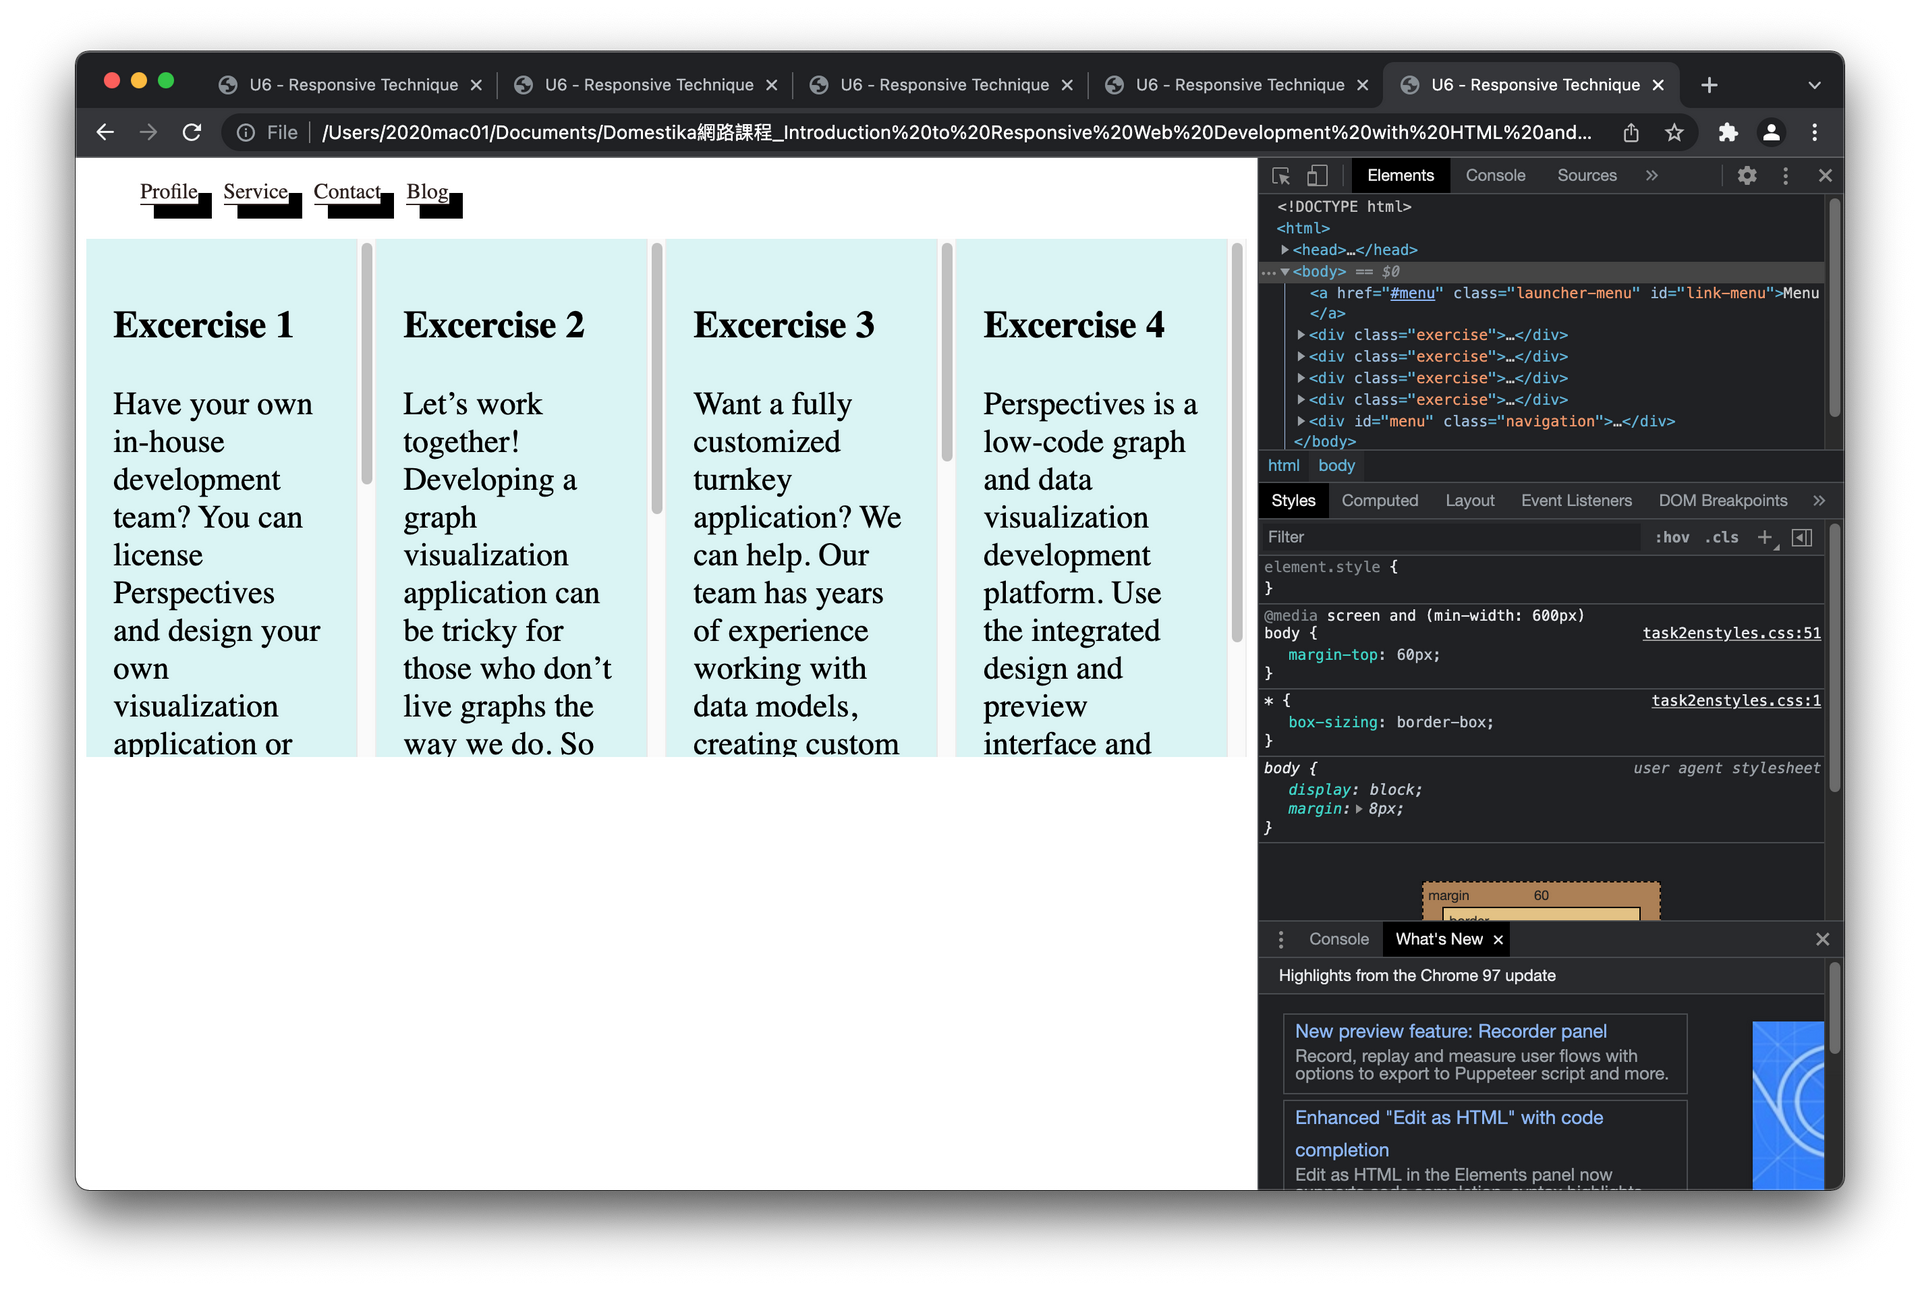 U6 - Responsive Technique
U6 - Responsive Technique
U6 - Responsive Technique
U6 - Responsive Technique
U6 - Responsive Technique
File
/Users/2020mac01/Documents/Domestika網路課程_Introduction%20to%20Responsive%20Web%20Development%20with%20HTML%20and...
Profile Service Contact Blog
Excercise 1
Have your own
in-house
development
team? You can
license
Perspectives
and design your
own
visualization
application or
Excercise 2
Let’s work
together!
Developing a
graph
visualization
application can
be tricky for
those who don’t
live graphs the
way we do. So
Excercise 3
Want a fully
customized
turnkey
application? We
can help. Our
team has years
of experience
working with
data models,
creating custom
Excercise 4
Perspectives is a
low-code graph
and data
visualization
development
platform. Use
the integrated
design and
preview
interface and
Elements Console Sources »
<!DOCTYPE html>
<html>
<head>…</head>
<body> == $0
<a href="#menu" class="launcher-menu" id="link-menu">Menu
</a>
<div class="exercise">…</div>
<div class="exercise">…</div>
<div class="exercise">…</div>
<div class="exercise">…</div>
<div id="menu" class="navigation">…</div>
</body>
html body
Styles Computed Layout Event Listeners DOM Breakpoints »
Filter :hov .cls +
element.style {
}
@media screen and (min-width: 600px)
body { task2enstyles.css:51
margin-top: 60px;
}
* { task2enstyles.css:1
box-sizing: border-box;
}
body { user agent stylesheet
display: block;
margin: 8px;
}
margin 60
border
Console What's New
Highlights from the Chrome 97 update
New preview feature: Recorder panel
Record, replay and measure user flows with
options to export to Puppeteer script and more.
Enhanced "Edit as HTML" with code
completion
Edit as HTML in the Elements panel now
supports code completion, syntax highlights